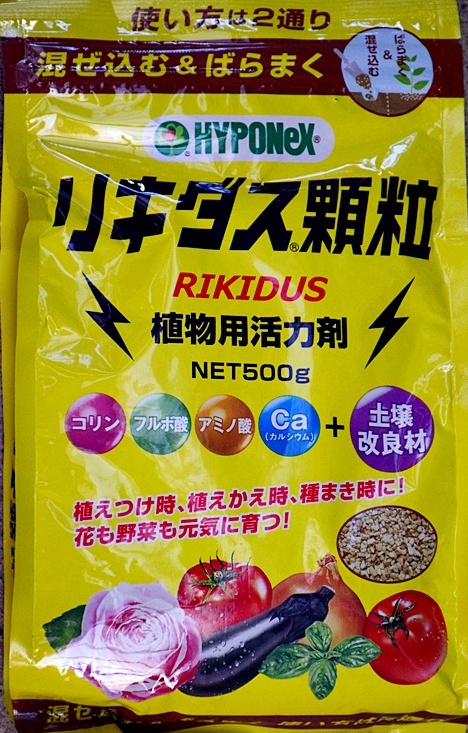 使い方は2通り
混ぜ込む&ばらまく
ばらまく
&
混ぜ込む
HYPONeX®
リキダス®顆粒
RIKIDUS
植物用活力剤
NET500g
コリン フルボ酸 アミノ酸 Ca (カルシウム) + 土壌改良材
植えつけ時、植えかえ時、種まき時に!
花も野菜も元気に育つ!